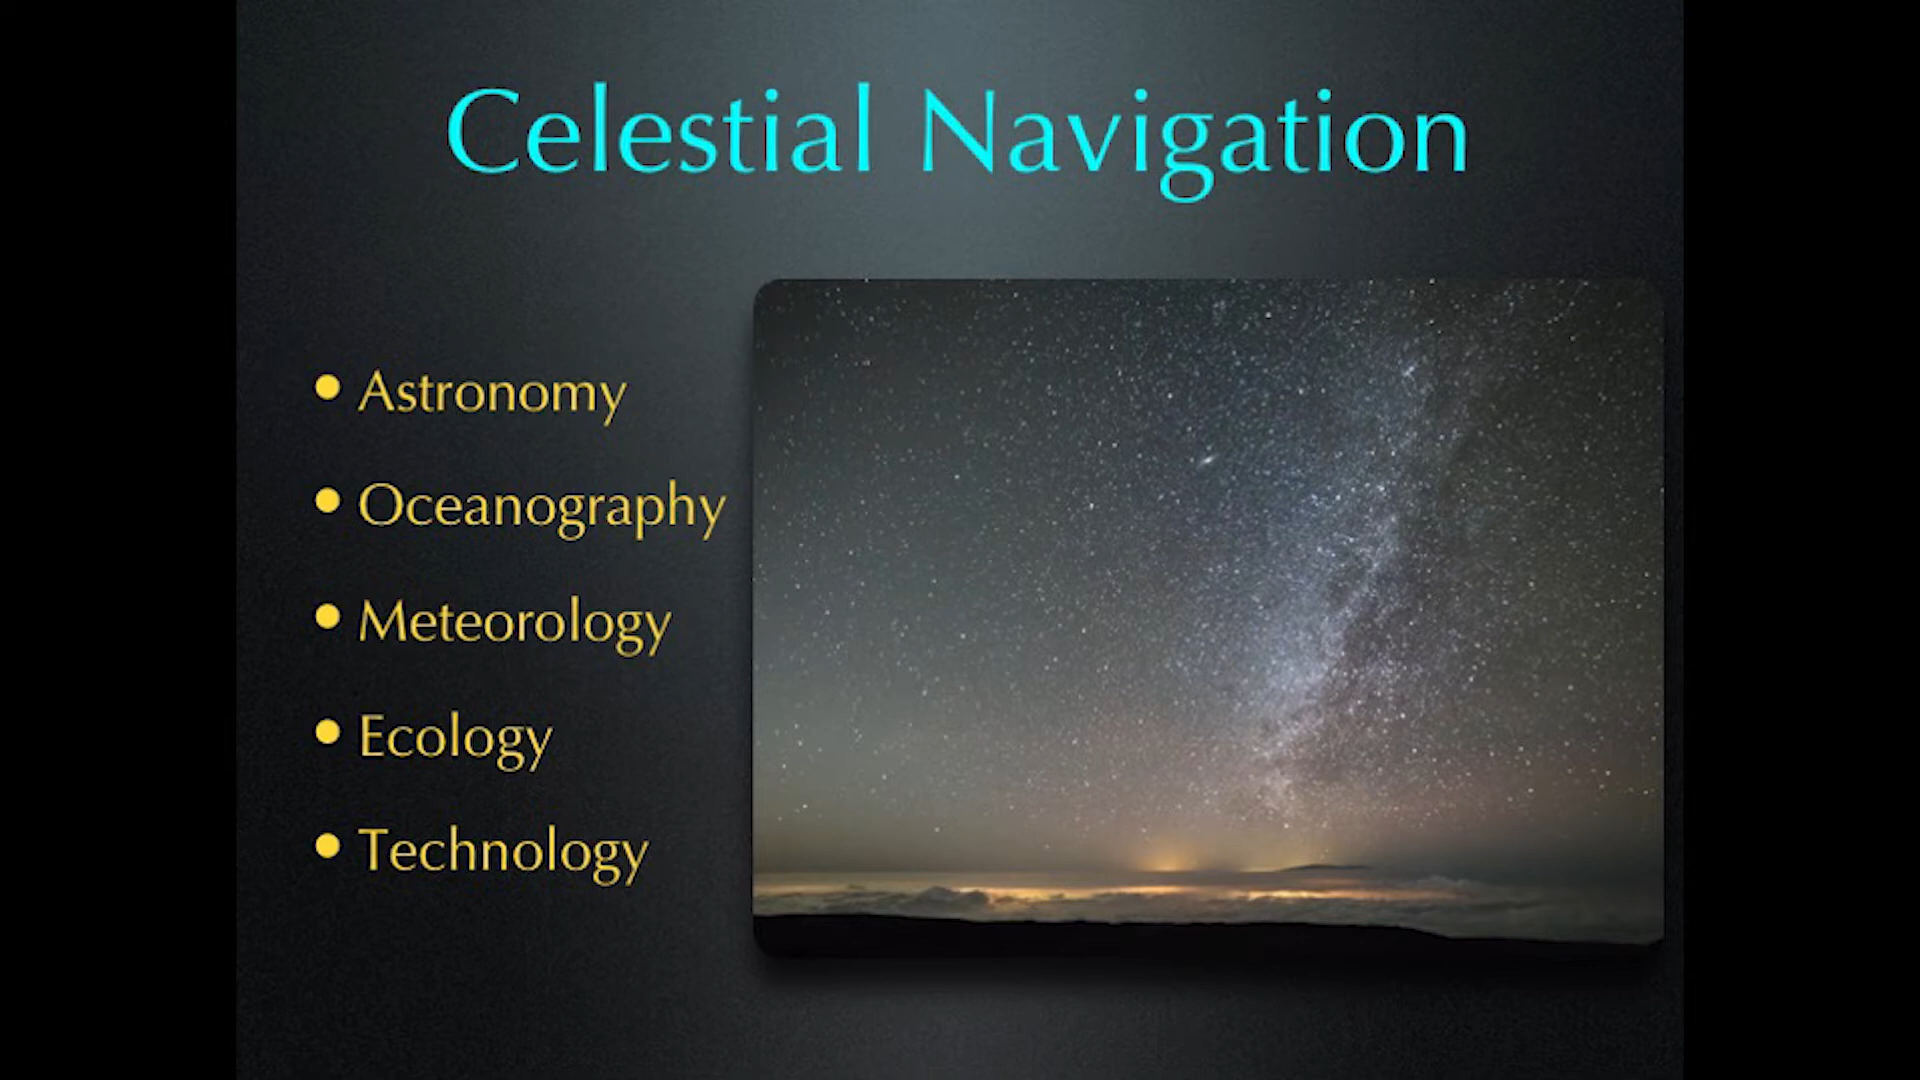 Celestial Navigation
• Astronomy
• Oceanography
• Meteorology
• Ecology
• Technology